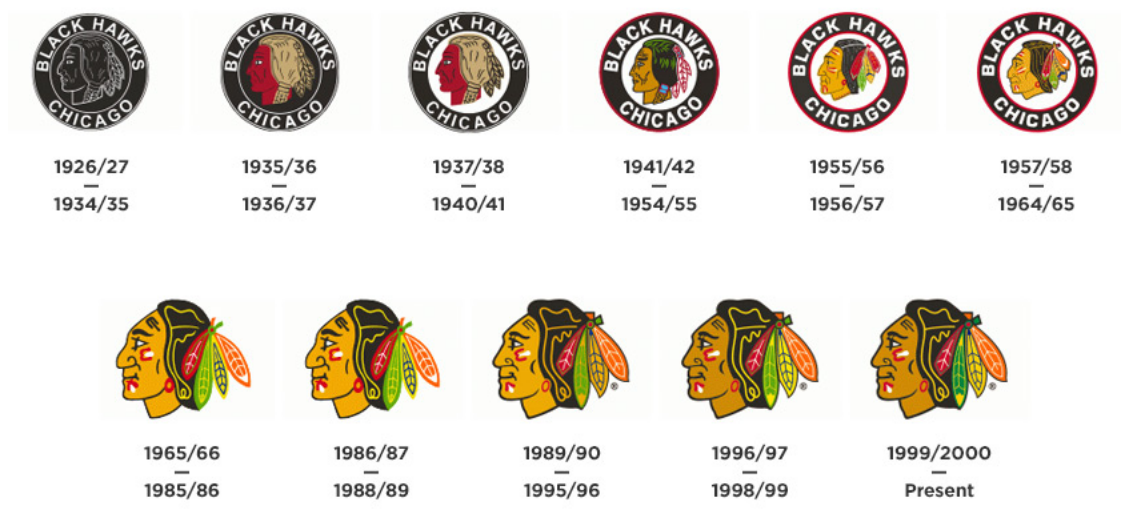 BLACK HAWKS
CHICAGO
BLACK HAWKS
CHICAGO
BLACK HAWKS
CHICAGO
BLACK HAWKS
CHICAGO
BLACK HAWKS
CHICAGO
BLACK HAWKS
CHICAGO
1926/27 1935/36 1937/38 1941/42 1955/56 1957/58
— — — — — —
1934/35 1936/37 1940/41 1954/55 1956/57 1964/65
® ® ®
1965/66 1986/87 1989/90 1996/97 1999/2000
— — — — —
1985/86 1988/89 1995/96 1998/99 Present